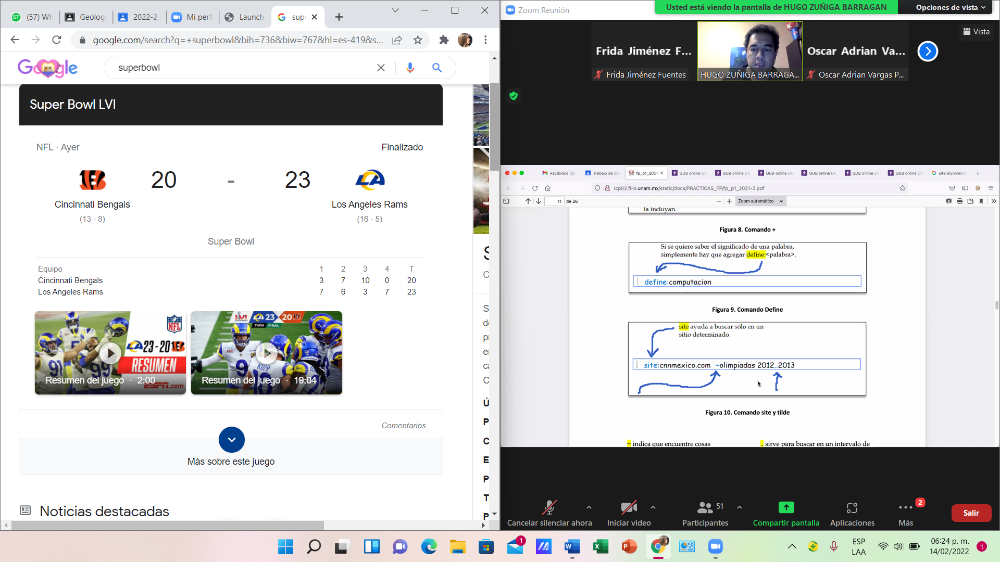 (57) Wh
Geologí
2022-2
Mi perfi
Launch
sup
google.com/search?q=+superbowl&bih=736&biw=767&hl=es-419&s...
Google
superbowl
Super Bowl LVI
NFL · Ayer
Finalizado
20 - 23
Cincinnati Bengals
Los Angeles Rams
(13 - 8)
(16 - 5)
Super Bowl
Equipo 1 2 3 4 T
Cincinnati Bengals 3 7 10 0 20
Los Angeles Rams 7 6 3 7 23
NFL
23-20
RESUMEN
Resumen del juego · 2:00
ESPN.com
LVI 23 20
FINAL
Resumen del juego · 19:04
Comentarios
Más sobre este juego
Noticias destacadas
Zoom Reunión
Usted está viendo la pantalla de HUGO ZUÑIGA BARRAGAN
Opciones de vista
Vista
Frida Jiménez F...
Oscar Adrian Va...
Frida Jiménez Fuentes
HUGO ZUÑIGA BARRAGA...
Oscar Adrian Vargas P...
Recibidos (3)
Trabajo de cla
fp_p1_2021
GDB online De
GDB online De
GDB online De
GDB online De
GDB online De
GDB online De
site:eluniversa
lcp02.fi-b.unam.mx/static/docs/PRACTICAS_FP/fp_p1_2021-2.pdf
11 de 26
Zoom automático
la incluyan.
Figura 8. Comando +
Si se quiere saber el significado de una palabra,
simplemente hay que agregar define:<palabra>.
define:computacion
Figura 9. Comando Define
site ayuda a buscar sólo en un
sitio determinado.
site:cnnmexico.com ~olimpiadas 2012..2013
Figura 10. Comando site y tilde
~ indica que encuentre cosas
.. sirve para buscar en un intervalo de
Cancelar silenciar ahora
Iniciar video
51
Participantes
Compartir pantalla
Aplicaciones
2
Más
Salir
1
ESP
LAA
06:24 p. m.
14/02/2022
1